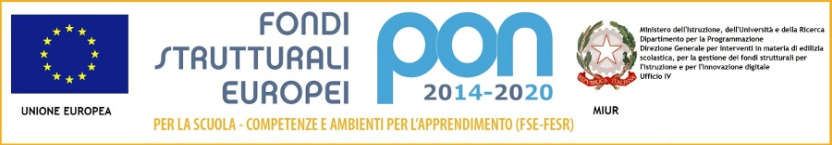 UNIONE EUROPEA
FONDI
STRUTTURALI
EUROPEI
pon
2014-2020
PER LA SCUOLA - COMPETENZE E AMBIENTI PER L'APPRENDIMENTO (FSE-FESR)
REPVBBLICA ITALIANA
MIUR
Ministero dell'Istruzione, dell'Università e della Ricerca
Dipartimento per la Programmazione
Direzione Generale per interventi in materia di edilizia
scolastica, per la gestione dei fondi strutturali per
l'istruzione e per l'innovazione digitale
Ufficio IV